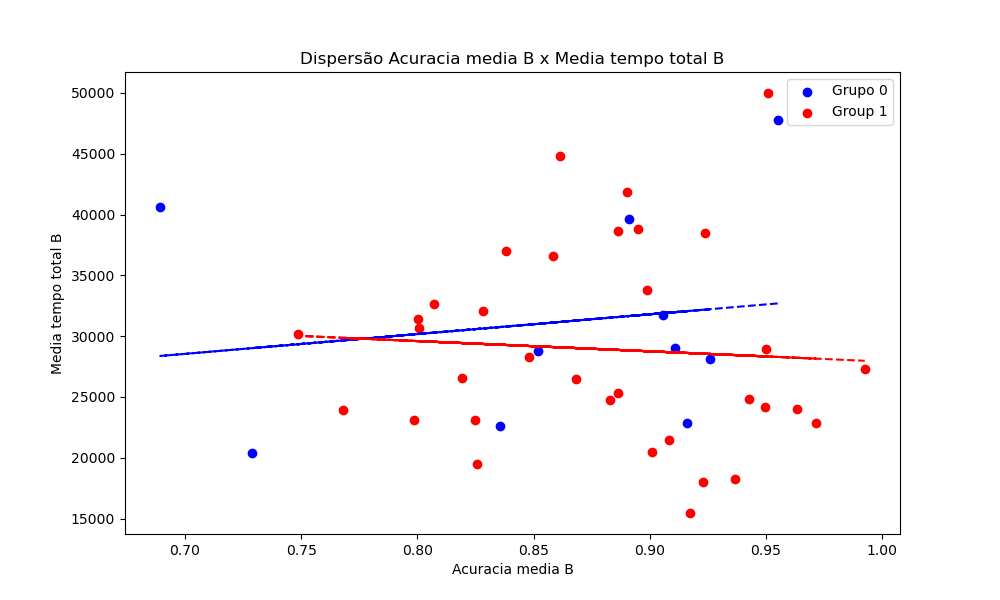 Dispersão Acuracia media B x Media tempo total B
Grupo 0
Group 1
Media tempo total B
50000
45000
40000
35000
30000
25000
20000
15000
0.70 0.75 0.80 0.85 0.90 0.95 1.00
Acuracia media B